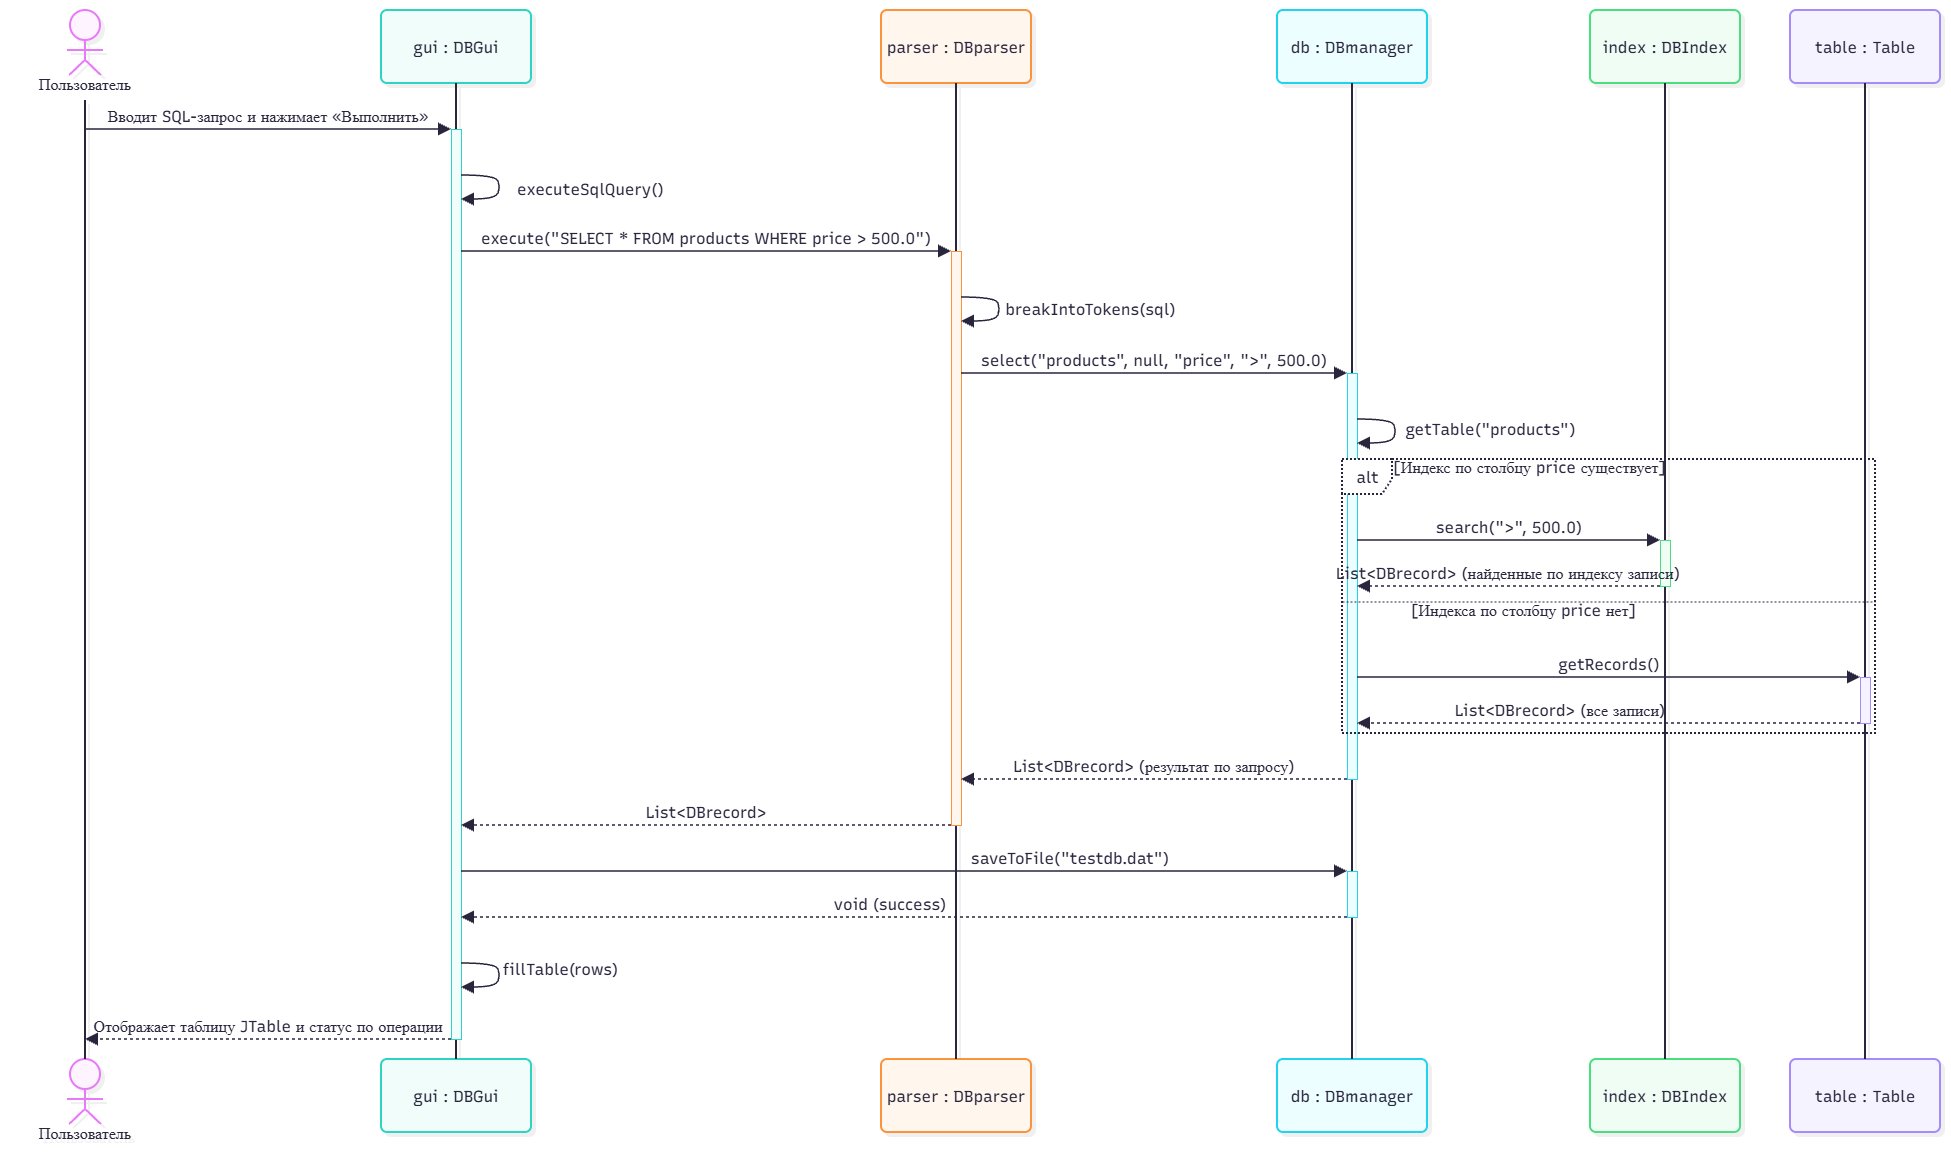 Пользователь
gui : DBGui
parser : DBparser
db : DBmanager
index : DBIndex
table : Table
Вводит SQL-запрос и нажимает «Выполнить»
executeSqlQuery()
execute("SELECT * FROM products WHERE price > 500.0")
breakIntoTokens(sql)
select("products", null, "price", ">", 500.0)
getTable("products")
alt
[Индекс по столбцу price существует]
search(">", 500.0)
List<DBrecord> (найденные по индексу записи)
[Индекса по столбцу price нет]
getRecords()
List<DBrecord> (все записи)
List<DBrecord> (результат по запросу)
List<DBrecord>
saveToFile("testdb.dat")
void (success)
fillTable(rows)
Отображает таблицу JTable и статус по операции
Пользователь
gui : DBGui
parser : DBparser
db : DBmanager
index : DBIndex
table : Table